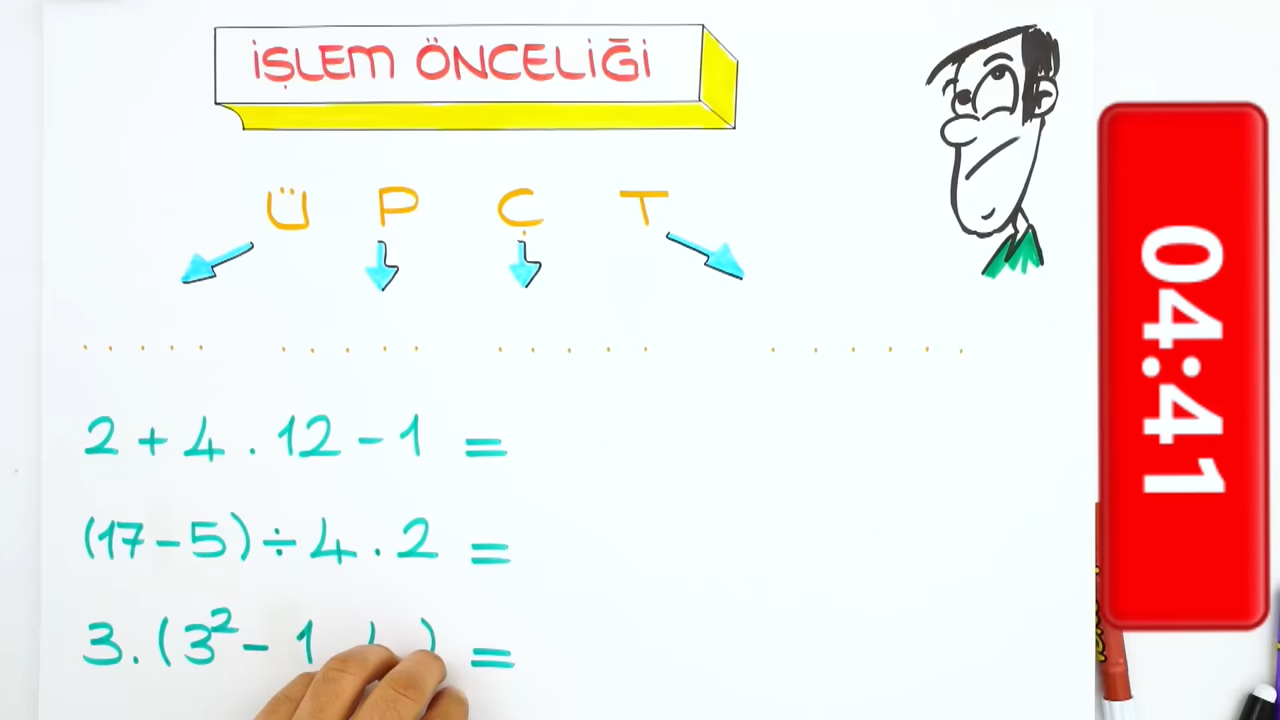 İŞLEM ÖNCELİĞİ
Ü P Ç T
2 + 4 . 12 - 1 =
(17 - 5) ÷ 4 . 2 =
3 . (3² - 1 ) =
04:41